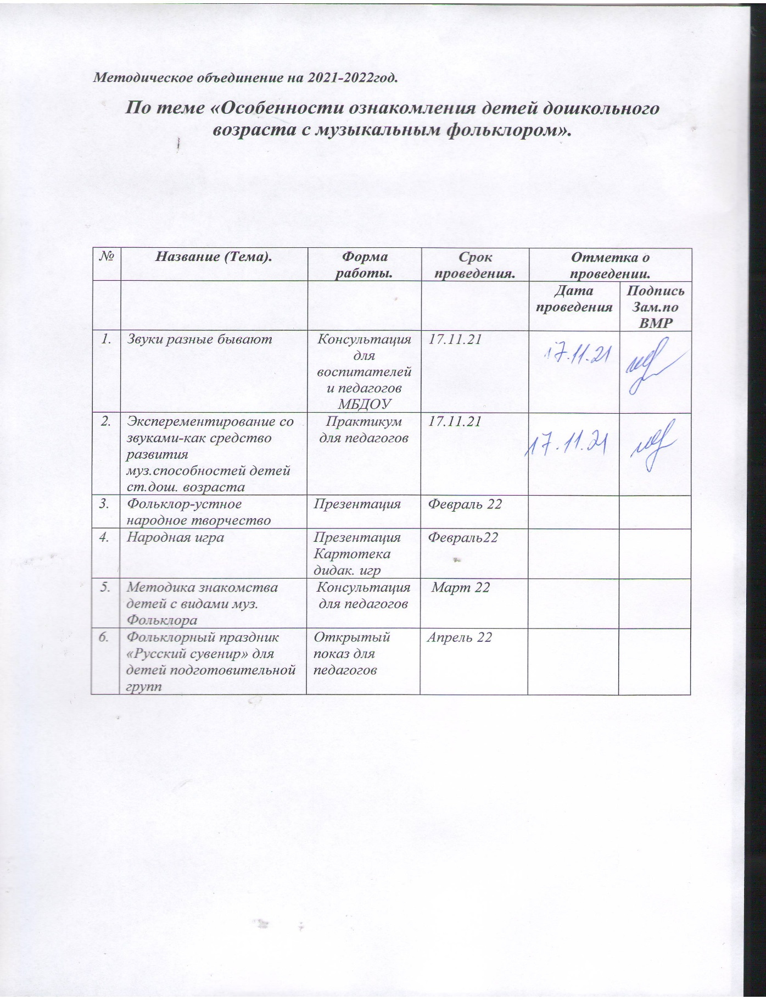 Методическое объединение на 2021-2022год.
По теме «Особенности ознакомления детей дошкольного
возраста с музыкальным фольклором».
№
Название (Тема).
Форма
работы.
Срок
проведения.
Отметка о
проведении.
Дата
проведения
Подпись
Зам.по
ВМР
1.
Звуки разные бывают
Консультация
для
воспитателей
и педагогов
МБДОУ
17.11.21
17.11.21
2.
Эксперементирование со
звуками-как средство
развития
муз.способностей детей
ст.дош. возраста
Практикум
для педагогов
17.11.21
17.11.21
3.
Фольклор-устное
народное творчество
Презентация
Февраль 22
4.
Народная игра
Презентация
Картотека
дидак. игр
Февраль22
5.
Методика знакомства
детей с видами муз.
Фольклора
Консультация
для педагогов
Март 22
6.
Фольклорный праздник
«Русский сувенир» для
детей подготовительной
групп
Открытый
показ для
педагогов
Апрель 22